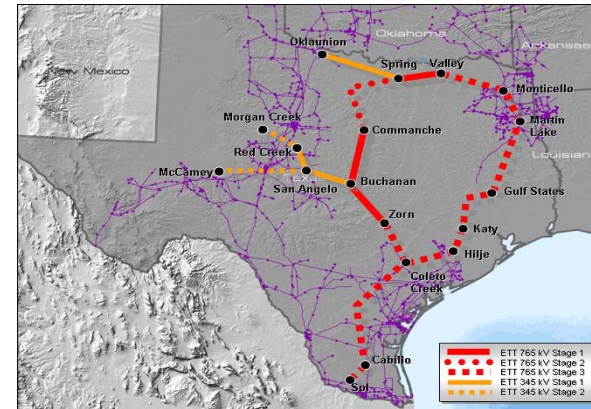 Oklahoma
Arkansas
New Mexico
Oklaunion
Spring
Valley
Monticello
Morgan Creek
Commanche
Martin
Lake
Red Creek
Louisian
McCamey
San Angelo
Buchanan
Gulf States
Zorn
Katy
Hilje
Coleto
Creek
Cabillo
Sol
ETT 765 kV Stage 1
ETT 765 kV Stage 2
ETT 765 kV Stage 3
ETT 345 kV Stage 1
ETT 345 kV Stage 2